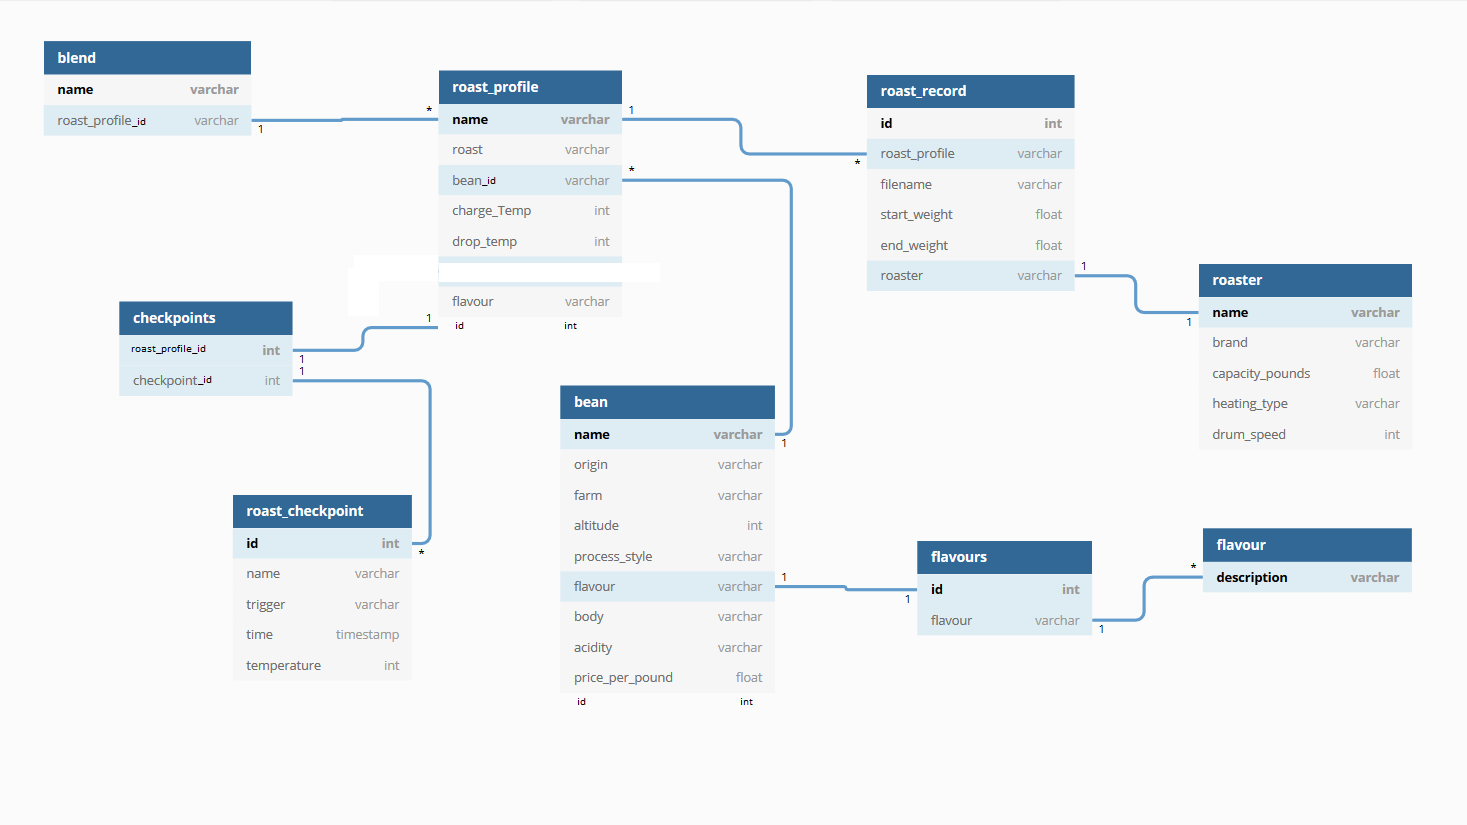 blend
name varchar
roast_profile_id varchar
1
*
roast_profile
name varchar
roast varchar
bean_id varchar
charge_Temp int
drop_temp int
flavour varchar
id int
1
*
1
roast_record
id int
roast_profile varchar
filename varchar
start_weight float
end_weight float
roaster varchar
*
1
roaster
name varchar
brand varchar
capacity_pounds float
heating_type varchar
drum_speed int
1
checkpoints
roast_profile_id int
checkpoint_id int
1
1
roast_checkpoint
id int
name varchar
trigger varchar
time timestamp
temperature int
*
bean
name varchar
origin varchar
farm varchar
altitude int
process_style varchar
flavour varchar
body varchar
acidity varchar
price_per_pound float
id int
1
1
flavours
id int
flavour varchar
1
1
flavour
description varchar
*